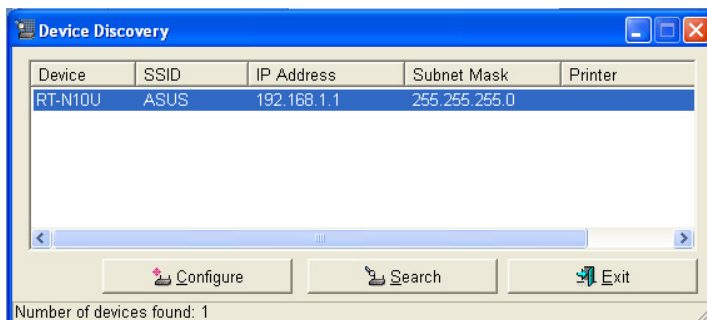 Device Discovery
Device SSID IP Address Subnet Mask Printer
RT-N10U ASUS 192.168.1.1 255.255.255.0
Configure Search Exit
Number of devices found: 1